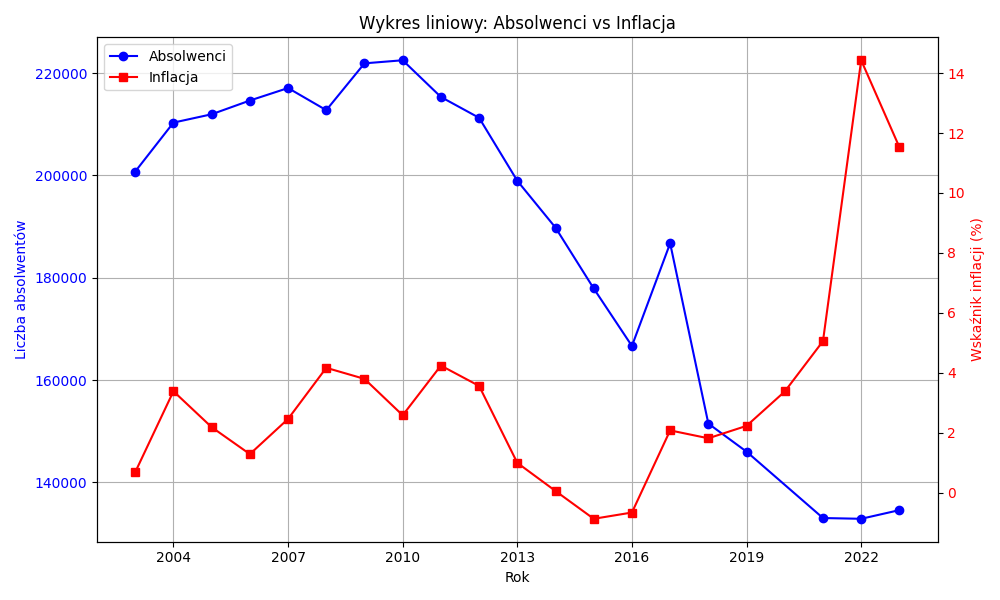 Wykres liniowy: Absolwenci vs Inflacja
Absolwenci
Inflacja
220000
200000
180000
160000
140000
Liczba absolwentów
14
12
10
8
6
4
2
0
Wskaźnik inflacji (%)
2004 2007 2010 2013 2016 2019 2022
Rok